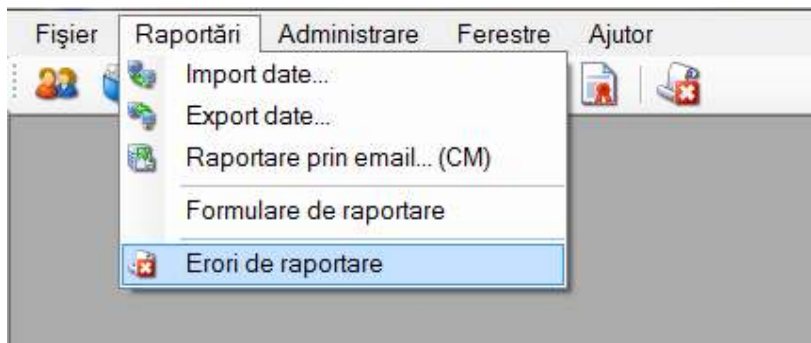 Fişier Raportări Administrare Ferestre Ajutor
Import date...
Export date...
Raportare prin email... (CM)
Formulare de raportare
Erori de raportare